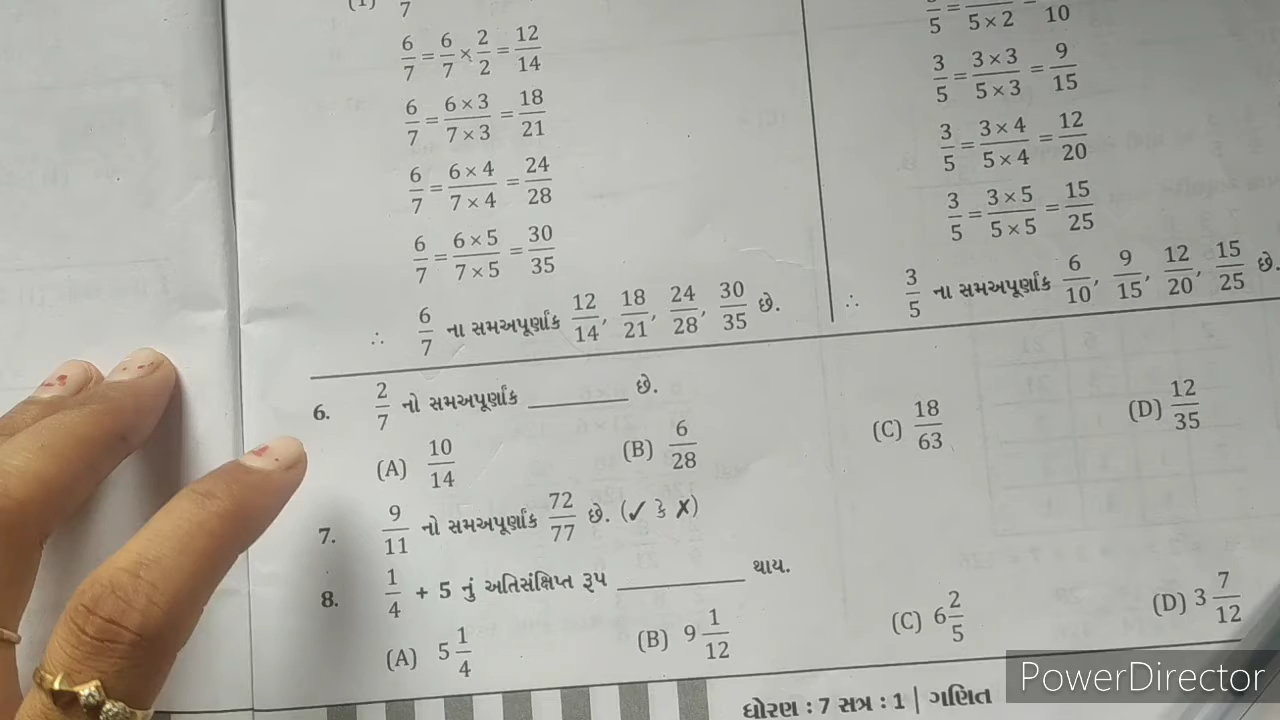 (1) 7
6/7 = 6/7 × 2/2 = 12/14
6/7 = 6 × 3/7 × 3 = 18/21
6/7 = 6 × 4/7 × 4 = 24/28
6/7 = 6 × 5/7 × 5 = 30/35
∴ 6/7 ના સમઅપૂર્ણાંક 12/14, 18/21, 24/28, 30/35 છે.
5 = 5 × 2 = 10
3/5 = 3 × 3/5 × 3 = 9/15
3/5 = 3 × 4/5 × 4 = 12/20
3/5 = 3 × 5/5 × 5 = 15/25
∴ 3/5 ના સમઅપૂર્ણાંક 6/10, 9/15, 12/20, 15/25 છે.
6. 2/7 નો સમઅપૂર્ણાંક ________ છે.
(A) 10/14 (B) 6/28 (C) 18/63 (D) 12/35
7. 9/11 નો સમઅપૂર્ણાંક 72/77 છે. (✓ કે ✗)
8. 1/4 + 5 નું અતિસંક્ષિપ્ત રૂપ ________ થાય.
(A) 5 1/4 (B) 9 1/12 (C) 6 2/5 (D) 3 7/12
ધોરણ : 7 સત્ર : 1 | ગણિત
PowerDirector